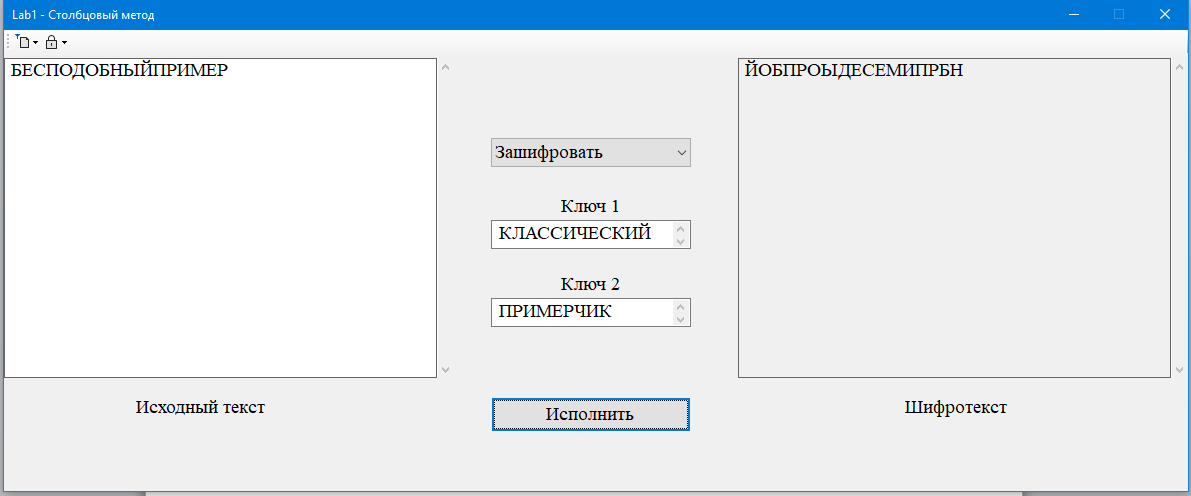 Lab1 - Столбцовый метод
БЕСПОДОБНЫЙПРИМЕР
ЙОБПРОЫДЕСЕМИПРБН
Зашифровать
Ключ 1
КЛАССИЧЕСКИЙ
Ключ 2
ПРИМЕРЧИК
Исходный текст
Исполнить
Шифротекст